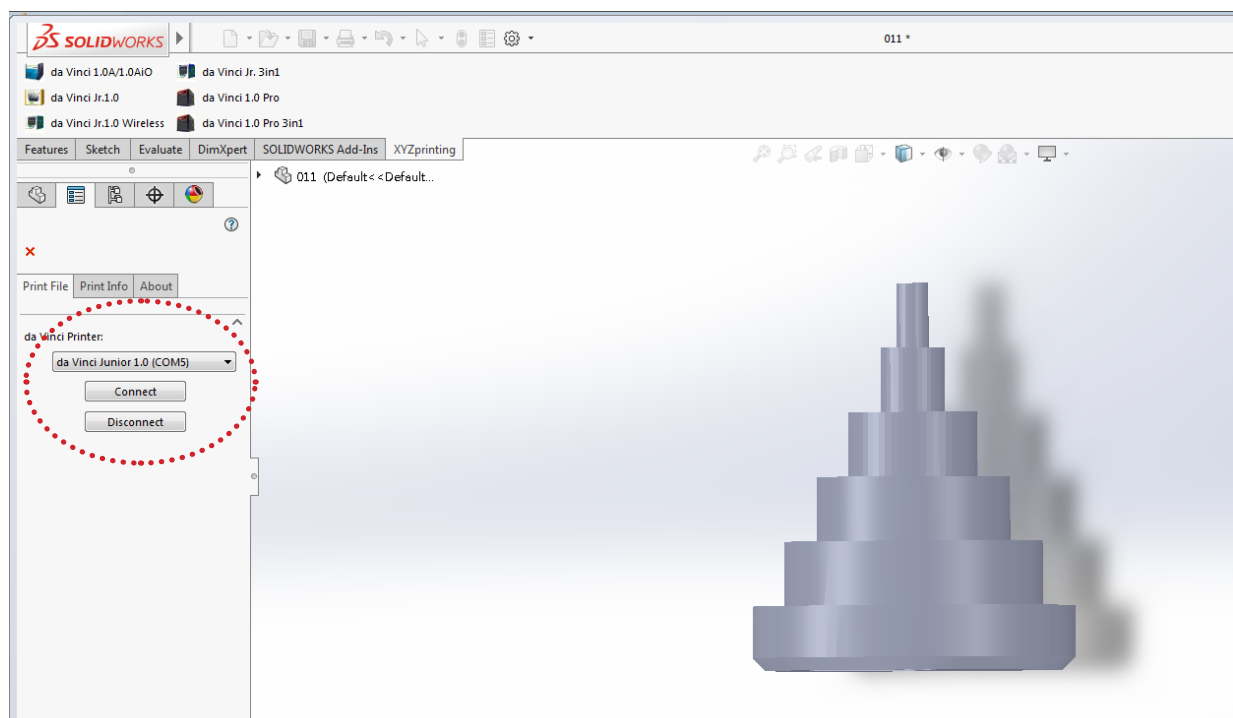 SOLIDWORKS
011 *
da Vinci 1.0A/1.0AiO da Vinci Jr. 3in1
da Vinci Jr.1.0 da Vinci 1.0 Pro
da Vinci Jr.1.0 Wireless da Vinci 1.0 Pro 3in1
Features Sketch Evaluate DimXpert SOLIDWORKS Add-Ins XYZprinting
011 (Default<<Default...
Print File Print Info About
da Vinci Printer:
da Vinci Junior 1.0 (COM5)
Connect
Disconnect